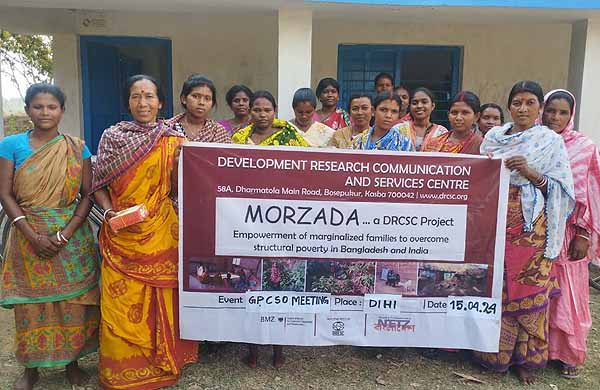 DEVELOPMENT RESEARCH COMMUNICATION
AND SERVICES CENTRE
58A, Dharmatola Main Road, Bosepukur, Kasba 700042 | www.drcsc.org
MORZADA... a DRCSC Project
Empowerment of marginalized families to overcome
structural poverty in Bangladesh and India
Event GPCSO MEETING Place: DIHI Date 15.04.24
BMZ
NETZ